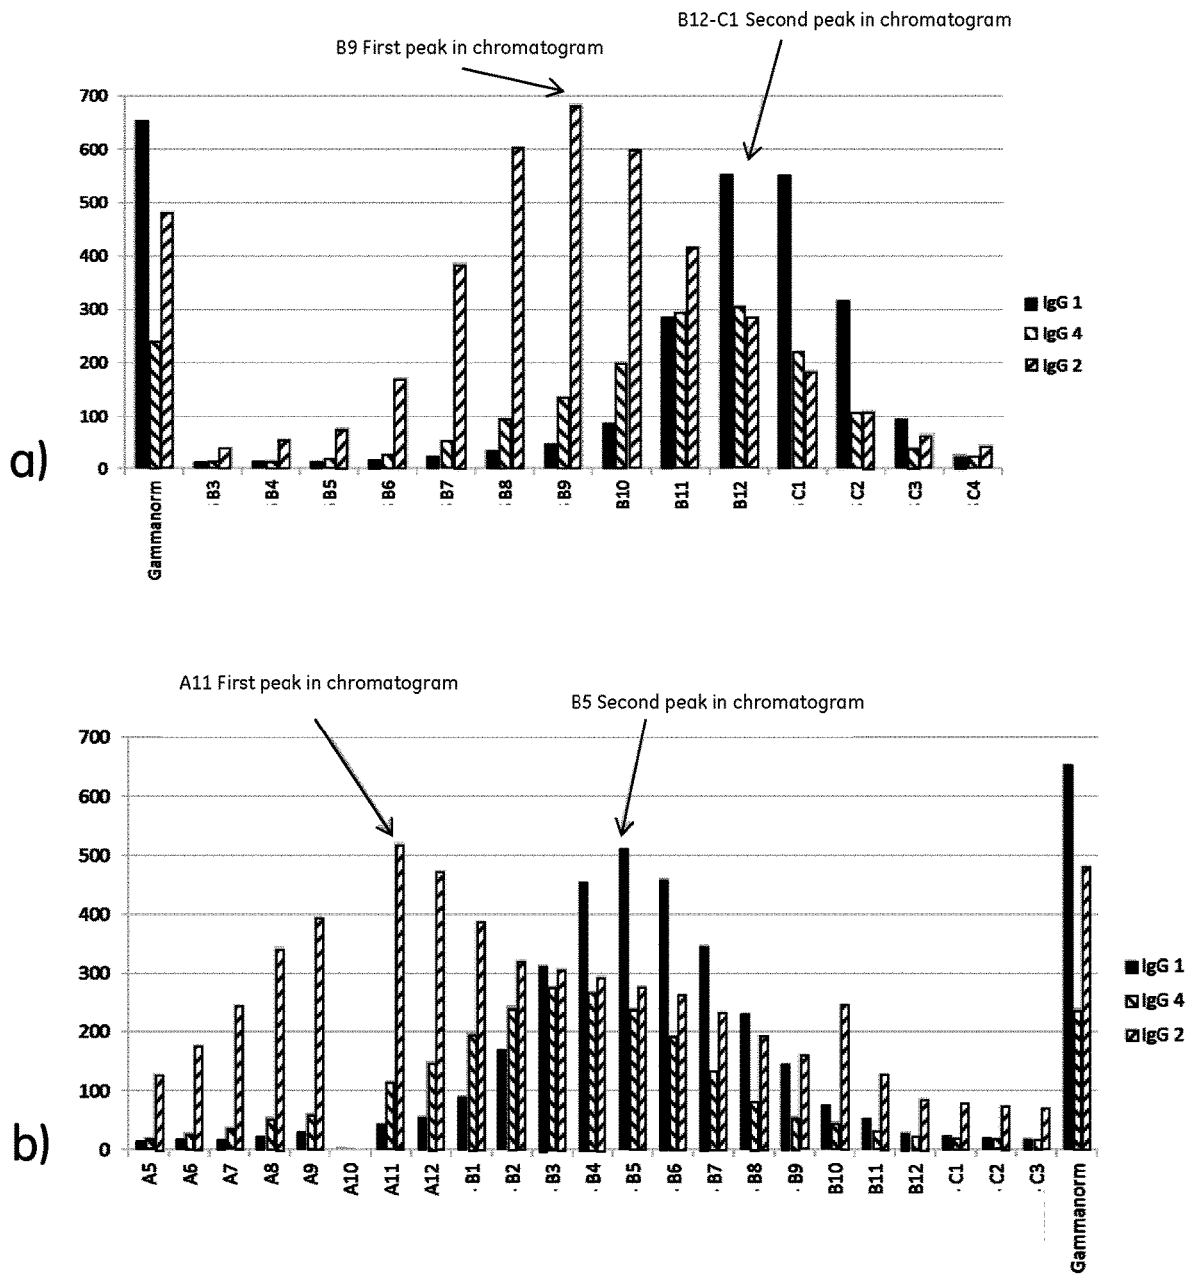 B12-C1 Second peak in chromatogram
B9 First peak in chromatogram
700
600
500
400
300
200
100
0
IgG 1
IgG 4
IgG 2
a)
Gammanorm B3 B4 B5 B6 B7 B8 B9 B10 B11 B12 C1 C2 C3 C4
A11 First peak in chromatogram
B5 Second peak in chromatogram
700
600
500
400
300
200
100
0
IgG 1
IgG 4
IgG 2
b)
A5 A6 A7 A8 A9 A10 A11 A12 B1 B2 B3 B4 B5 B6 B7 B8 B9 B10 B11 B12 C1 C2 C3 Gammanorm